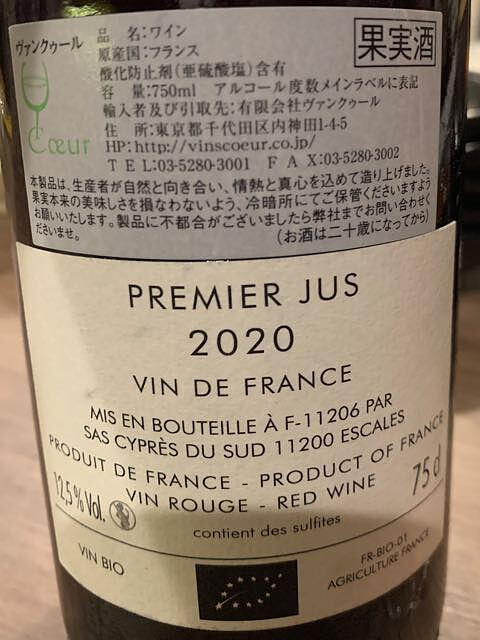 ヴァンクゥール
Cœur
品 名:ワイン
原産国:フランス
酸化防止剤(亜硫酸塩)含有
容 量:750ml アルコール度数メインラベルに表記
輸入者及び引取先:有限会社ヴァンクゥール
住 所:東京都千代田区内神田1-4-5
HP:http://vinscoeur.co.jp/
TEL:03-5280-3001 FAX:03-5280-3002
果実酒
本製品は、生産者が自然と向き合い、情熱と真心を込めて造り上げました。
果実本来の美味しさを損なわないよう、冷暗所にてご保管くださいますよう
お願いいたします。製品に不都合がございましたら弊社までお問い合わせく
ださいませ。
(お酒は二十歳になってから)
PREMIER JUS
2020
VIN DE FRANCE
MIS EN BOUTEILLE À F-11206 PAR
SAS CYPRÈS DU SUD 11200 ESCALES
PRODUIT DE FRANCE - PRODUCT OF FRANCE
12,5% Vol.
VIN ROUGE - RED WINE
75 cl
contient des sulfites
VIN BIO
FR-BIO-01
AGRICULTURE FRANCE